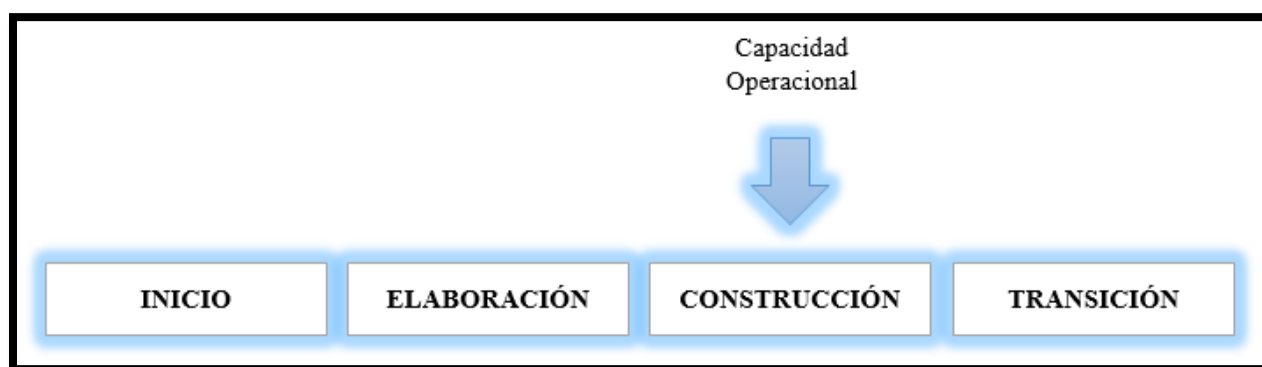 Capacidad
Operacional
INICIO
ELABORACIÓN
CONSTRUCCIÓN
TRANSICIÓN